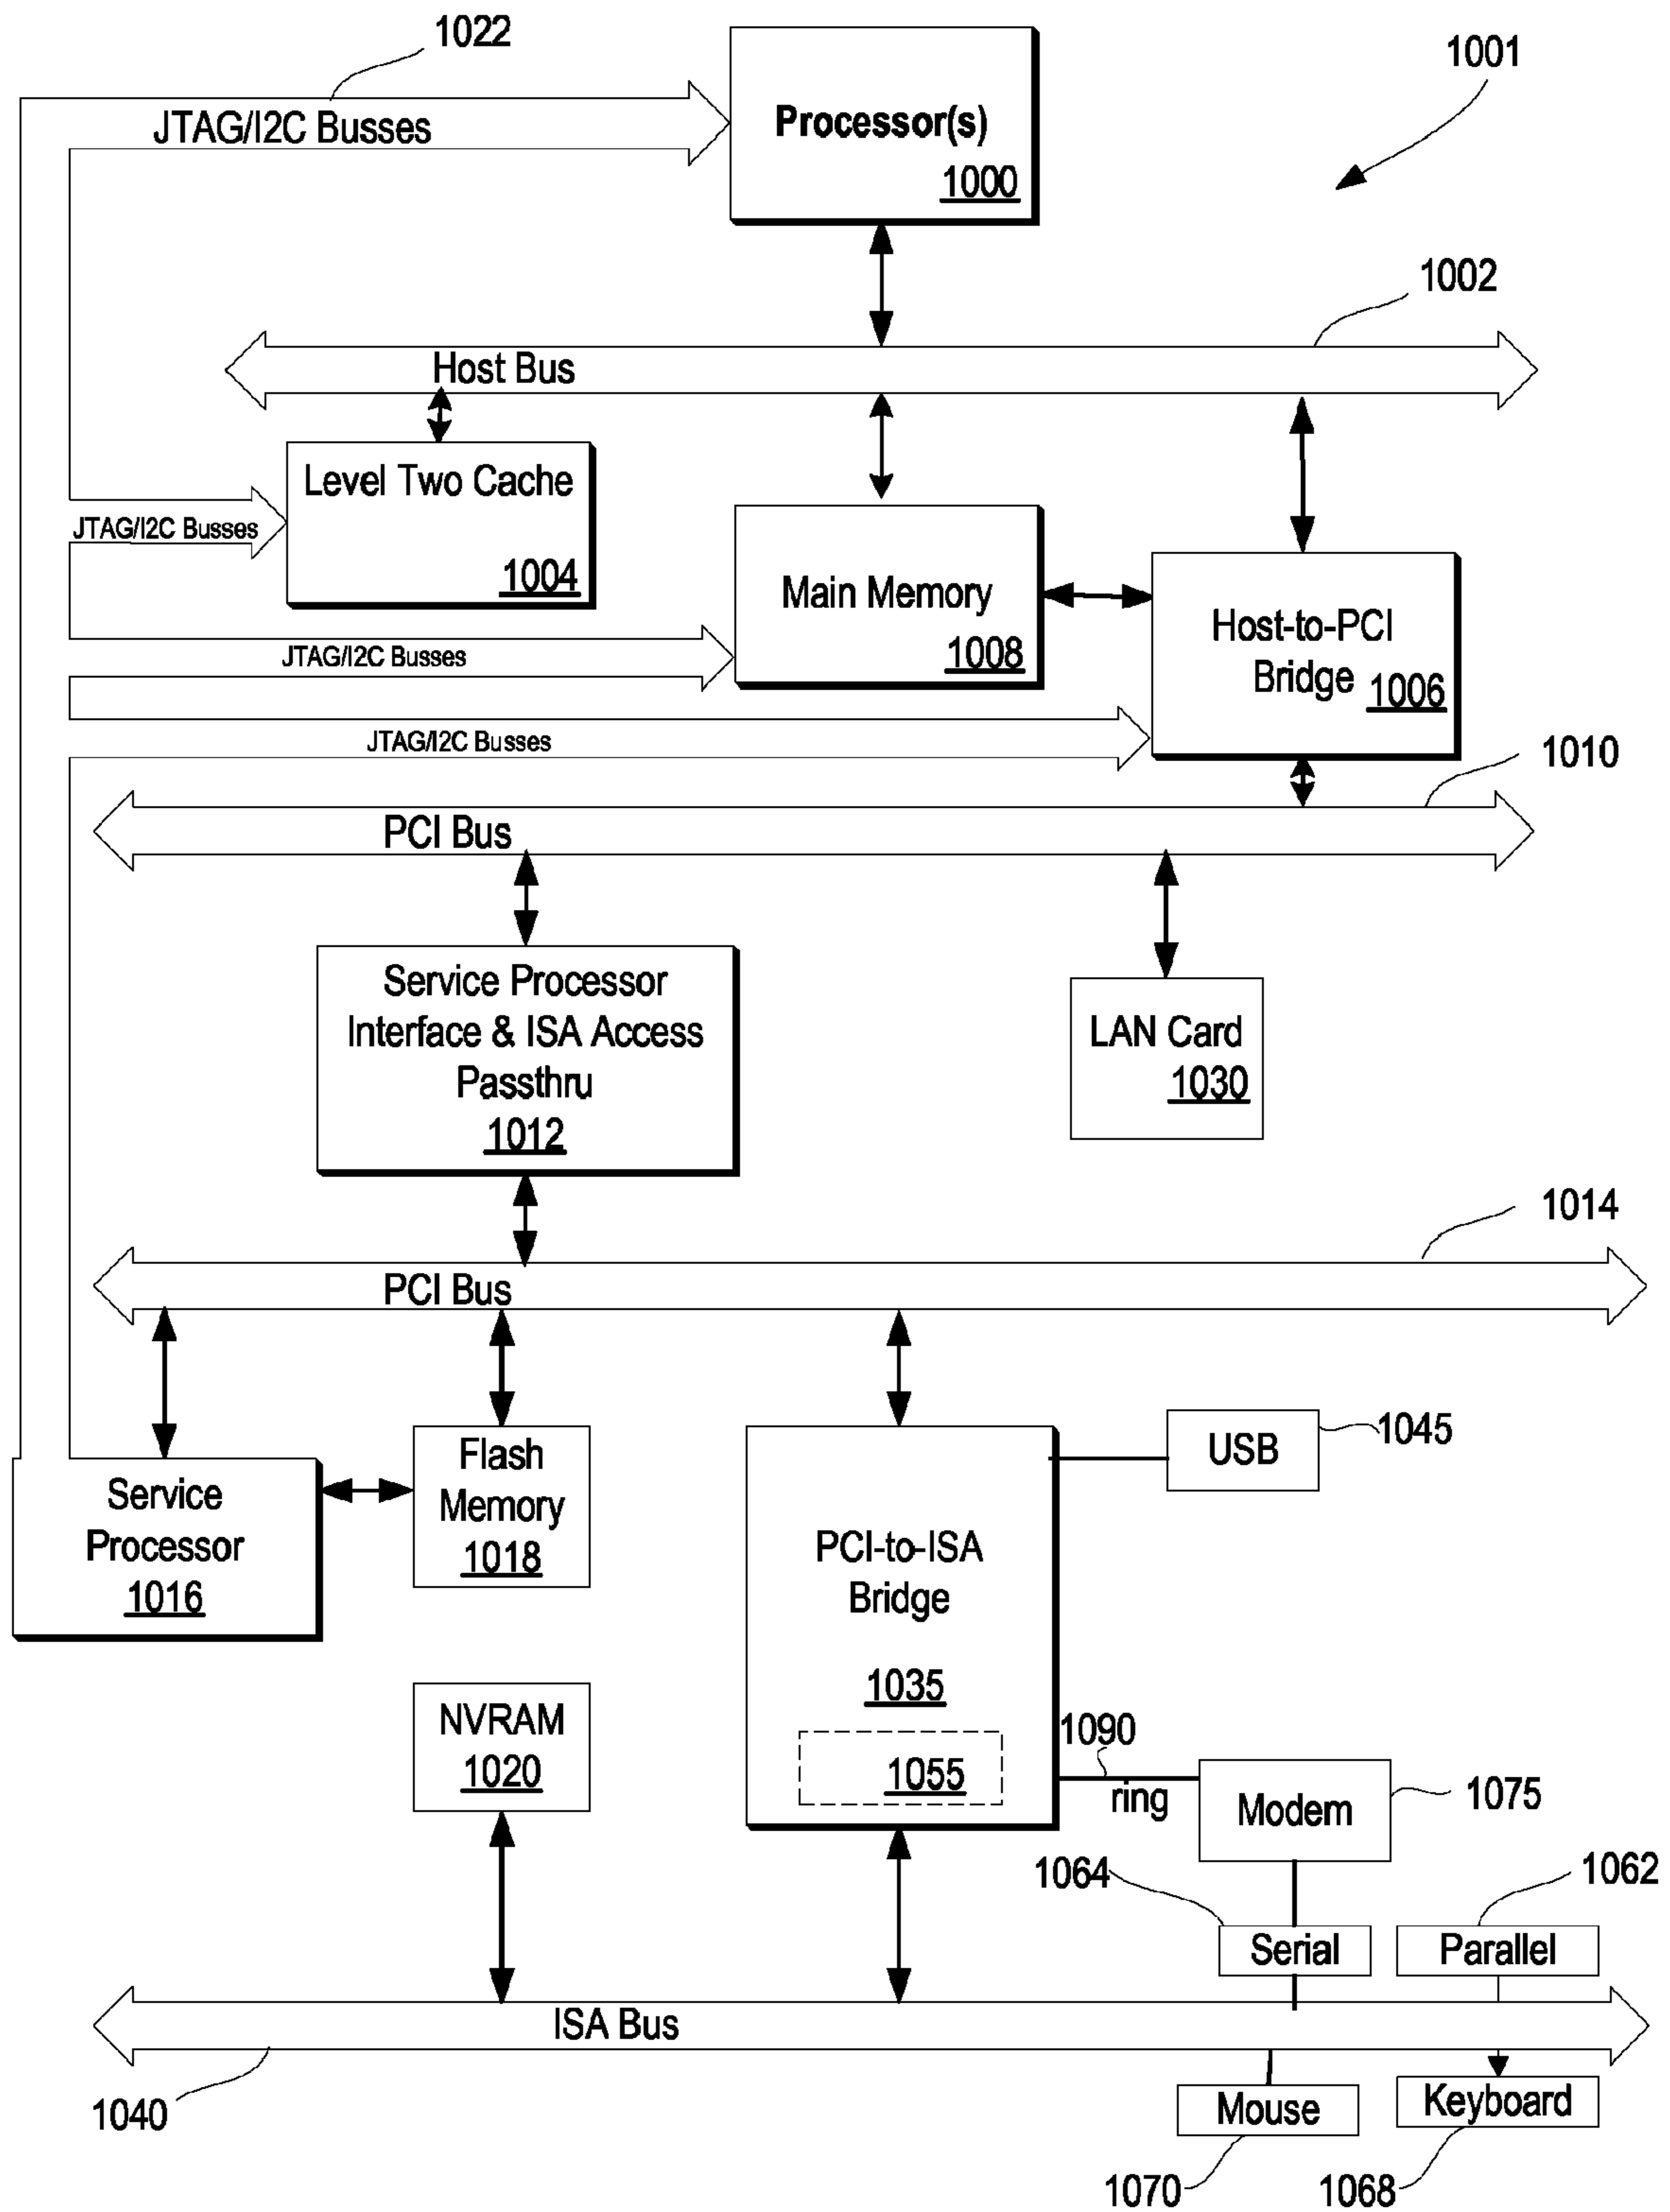 1022
1001
JTAG/I2C Busses
Processor(s)
1000
1002
Host Bus
Level Two Cache
1004
JTAG/I2C Busses
Main Memory
1008
Host-to-PCI
Bridge 1006
JTAG/I2C Busses
JTAG/I2C Busses
1010
PCI Bus
Service Processor
Interface & ISA Access
Passthru
1012
LAN Card
1030
1014
PCI Bus
Service
Processor
1016
Flash
Memory
1018
PCI-to-ISA
Bridge
1035
1055
USB
1045
NVRAM
1020
1090
ring
Modem
1075
1064
1062
Serial
Parallel
ISA Bus
1040
Mouse
Keyboard
1070
1068